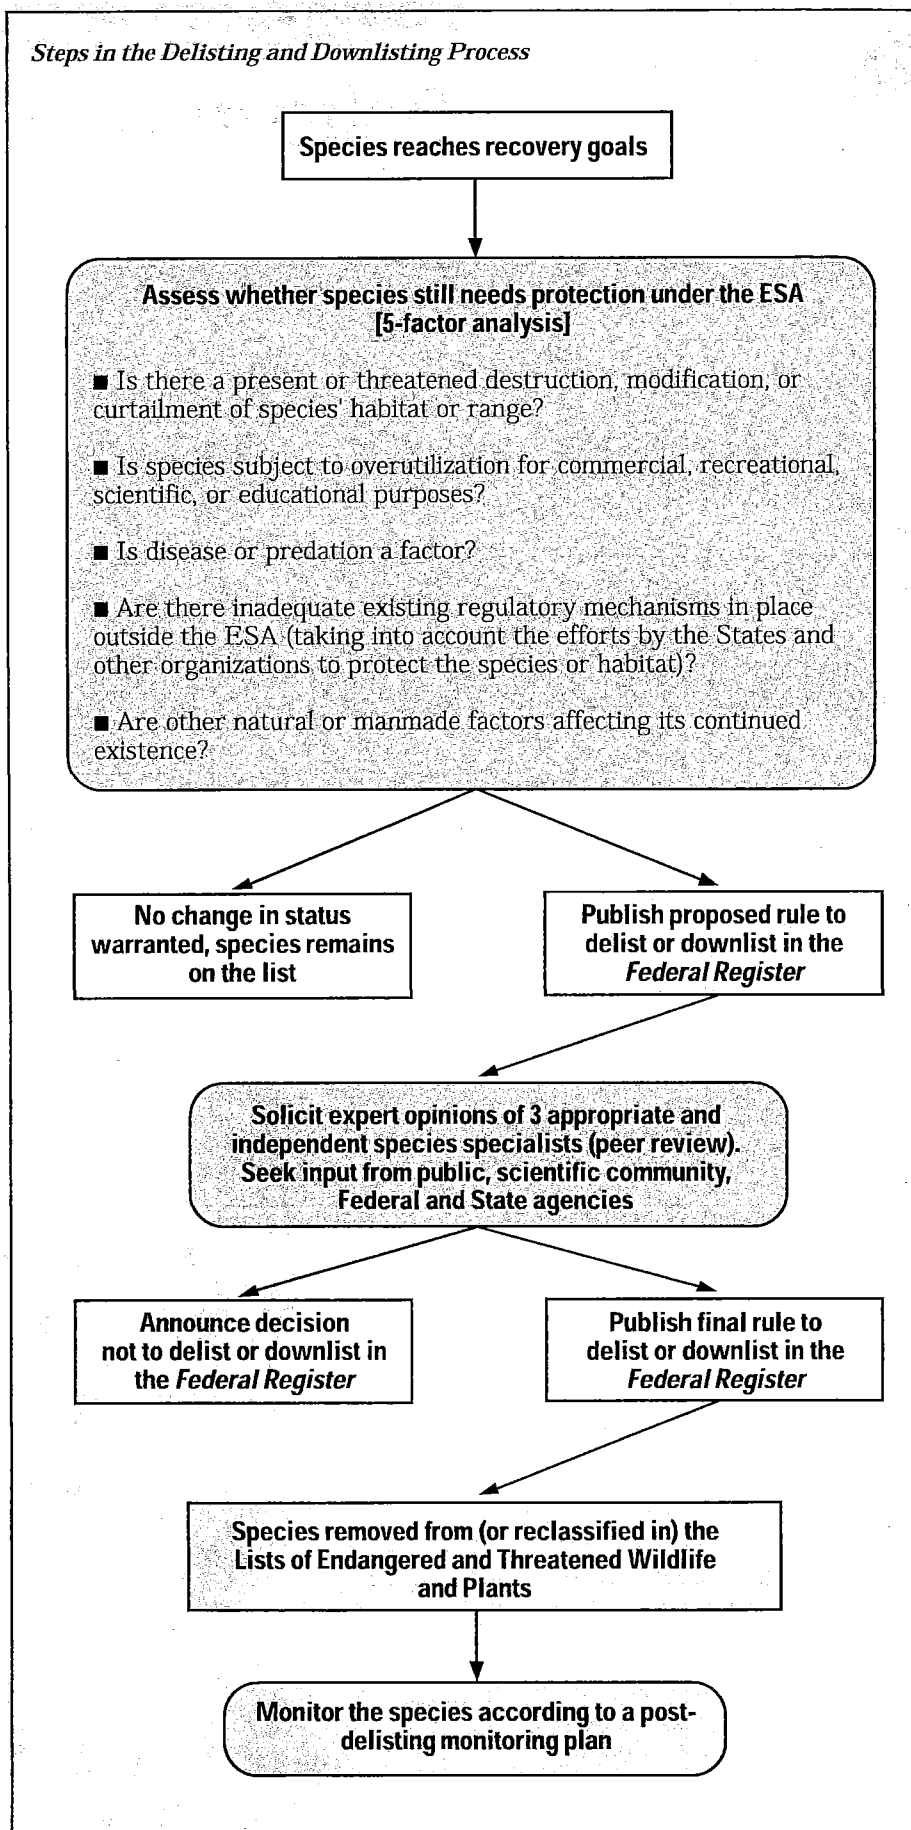 Steps in the Delisting and Downlisting Process
Species reaches recovery goals
Assess whether species still needs protection under the ESA
[5-factor analysis]
■ Is there a present or threatened destruction, modification, or
curtailment of species' habitat or range?
■ Is species subject to overutilization for commercial, recreational,
scientific, or educational purposes?
■ Is disease or predation a factor?
■ Are there inadequate existing regulatory mechanisms in place
outside the ESA (taking into account the efforts by the States and
other organizations to protect the species or habitat)?
■ Are other natural or manmade factors affecting its continued
existence?
No change in status
warranted, species remains
on the list
Publish proposed rule to
delist or downlist in the
Federal Register
Solicit expert opinions of 3 appropriate and
independent species specialists (peer review).
Seek input from public, scientific community,
Federal and State agencies
Announce decision
not to delist or downlist in
the Federal Register
Publish final rule to
delist or downlist in the
Federal Register
Species removed from (or reclassified in) the
Lists of Endangered and Threatened Wildlife
and Plants
Monitor the species according to a post-
delisting monitoring plan